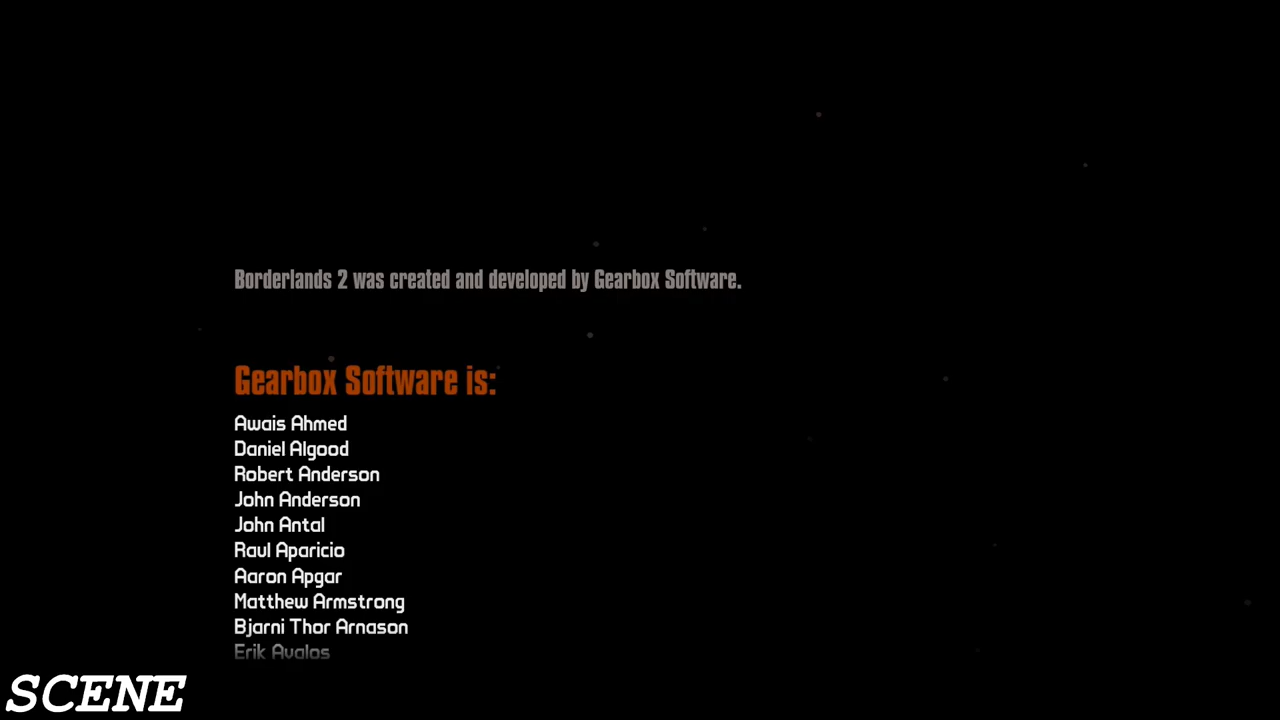 Borderlands 2 was created and developed by Gearbox Software.
Gearbox Software is:
Awais Ahmed
Daniel Algood
Robert Anderson
John Anderson
John Antal
Raul Aparicio
Aaron Apgar
Matthew Armstrong
Bjarni Thor Arnason
Erik Avalos
SCENE